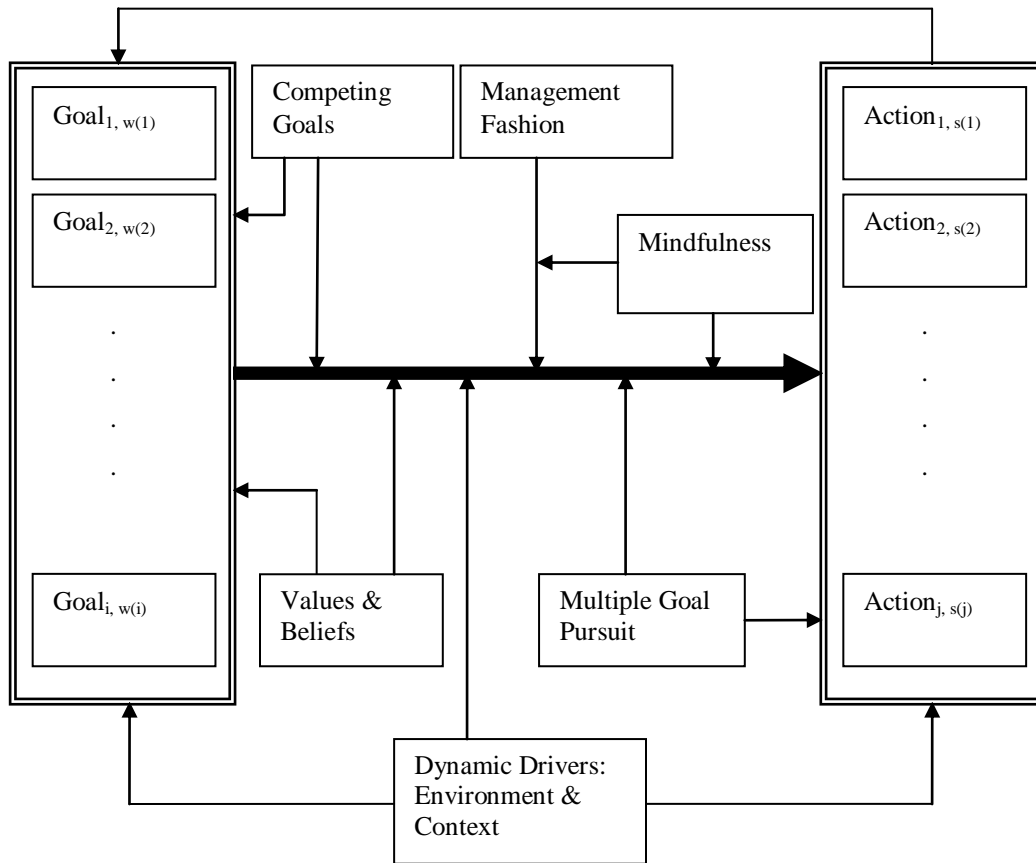 Competing
Goals
Management
Fashion
Goal1, w(1)
Action1, s(1)
Goal2, w(2)
Action2, s(2)
Mindfulness
.
.
.
.
.
.
.
.
Goali, w(i)
Values &
Beliefs
Multiple Goal
Pursuit
Actionj, s(j)
Dynamic Drivers:
Environment &
Context